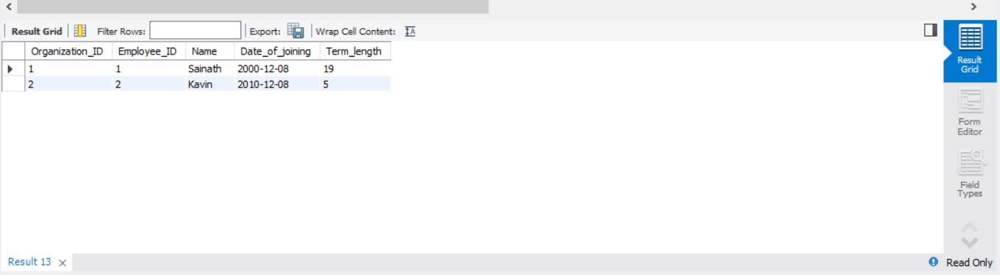 Result Grid Filter Rows: Export: Wrap Cell Content: IA
Organization_ID Employee_ID Name Date_of_joining Term_length
1 1 Sainath 2000-12-08 19
2 2 Kavin 2010-12-08 5
Result
Grid
Form
Editor
Field
Types
Result 13 Read Only